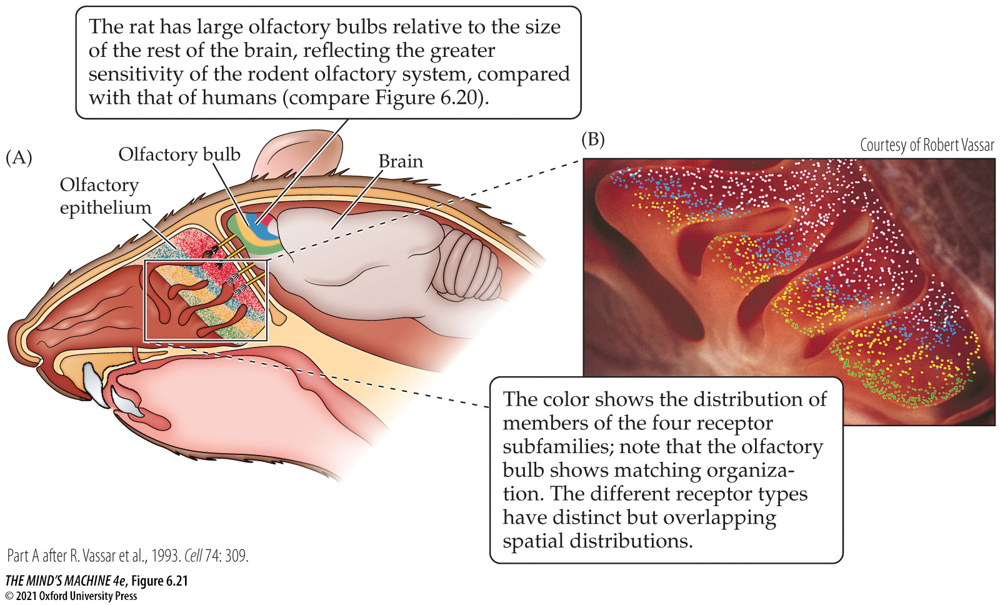 The rat has large olfactory bulbs relative to the size
of the rest of the brain, reflecting the greater
sensitivity of the rodent olfactory system, compared
with that of humans (compare Figure 6.20).
(A)
Olfactory bulb
Brain
Olfactory
epithelium
(B)
Courtesy of Robert Vassar
The color shows the distribution of
members of the four receptor
subfamilies; note that the olfactory
bulb shows matching organiza-
tion. The different receptor types
have distinct but overlapping
spatial distributions.
Part A after R. Vassar et al., 1993. Cell 74: 309.
THE MIND'S MACHINE 4e, Figure 6.21
© 2021 Oxford University Press